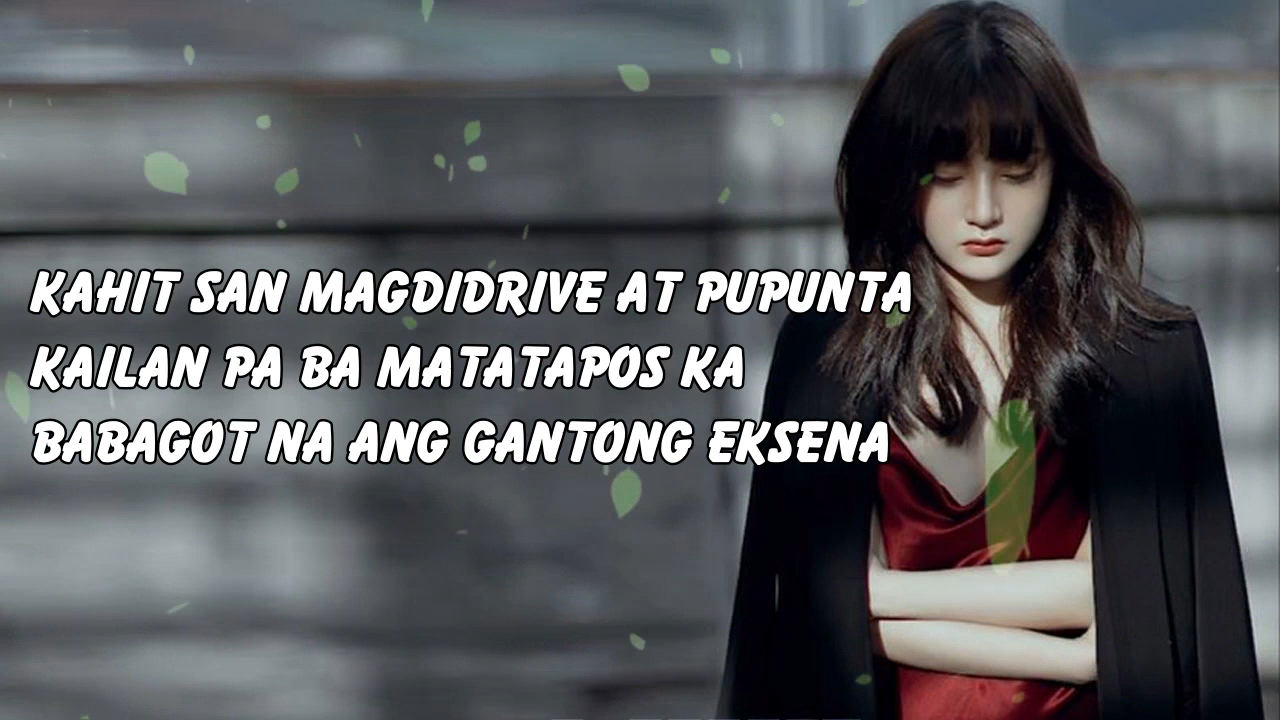 KAHIT SAN MAGDIDRIVE AT PUPUNTA
KAILAN PA BA MATATAPOS KA
BABAGOT NA ANG GANTONG EKSENA